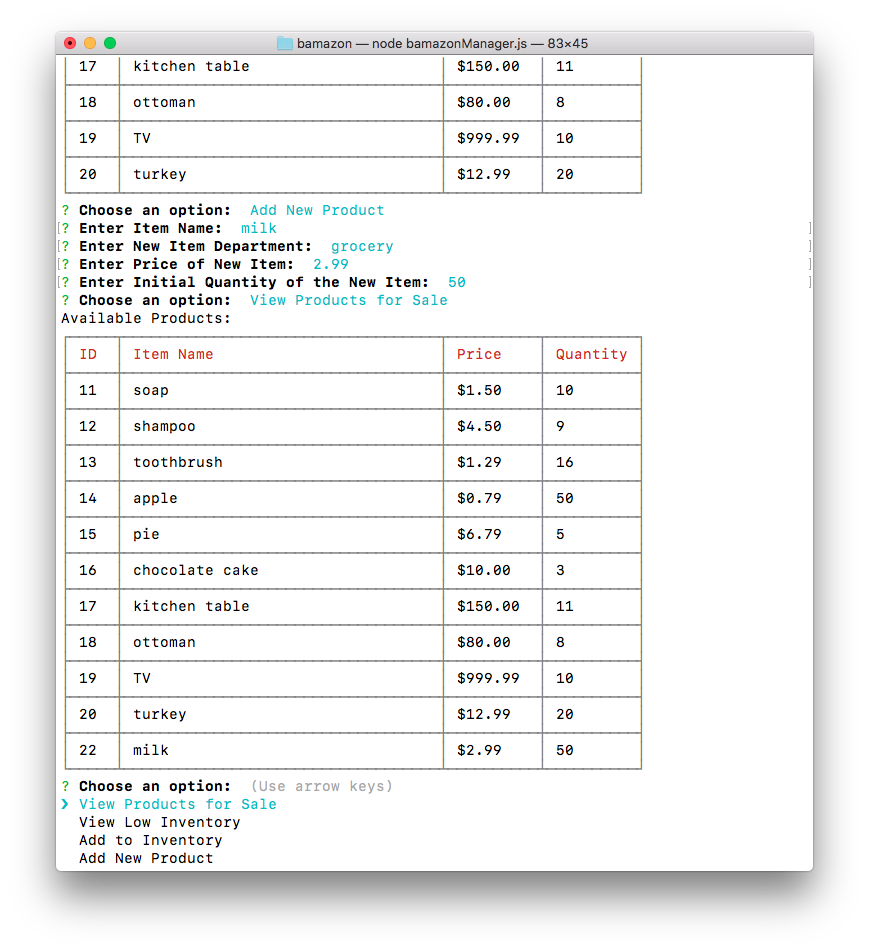 bamazon — node bamazonManager.js — 83×45
17 kitchen table $150.00 11
18 ottoman $80.00 8
19 TV $999.99 10
20 turkey $12.99 20
? Choose an option: Add New Product
[? Enter Item Name: milk ]
[? Enter New Item Department: grocery ]
[? Enter Price of New Item: 2.99 ]
[? Enter Initial Quantity of the New Item: 50 ]
? Choose an option: View Products for Sale
Available Products:
ID Item Name Price Quantity
11 soap $1.50 10
12 shampoo $4.50 9
13 toothbrush $1.29 16
14 apple $0.79 50
15 pie $6.79 5
16 chocolate cake $10.00 3
17 kitchen table $150.00 11
18 ottoman $80.00 8
19 TV $999.99 10
20 turkey $12.99 20
22 milk $2.99 50
? Choose an option: (Use arrow keys)
❯ View Products for Sale
View Low Inventory
Add to Inventory
Add New Product